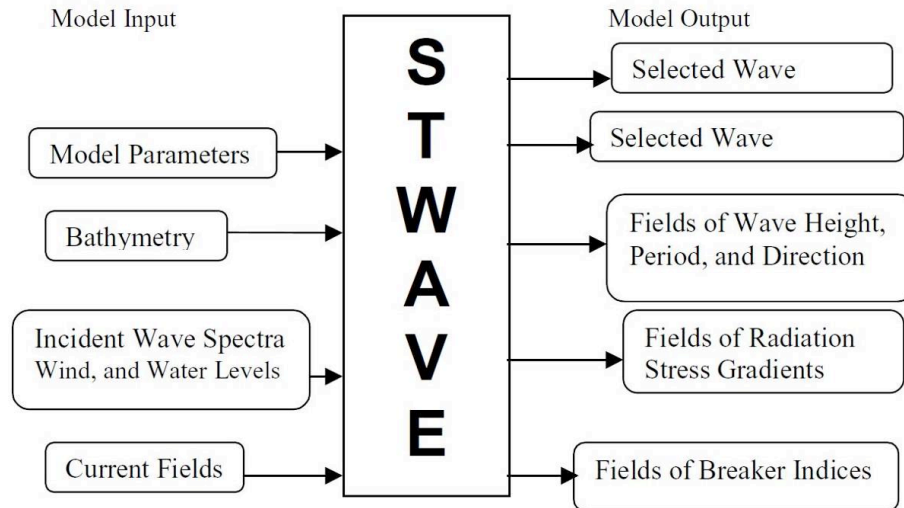 Model Input
Model Parameters
Bathymetry
Incident Wave Spectra
Wind, and Water Levels
Current Fields
S
T
W
A
V
E
Model Output
Selected Wave
Selected Wave
Fields of Wave Height,
Period, and Direction
Fields of Radiation
Stress Gradients
Fields of Breaker Indices